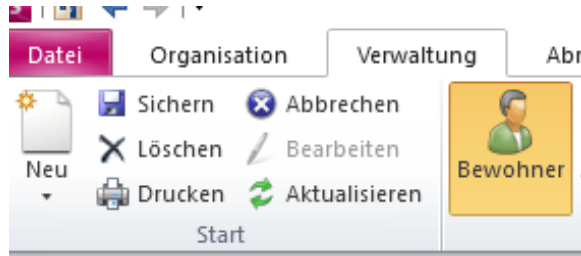 Datei Organisation Verwaltung
Sichern Abbrechen
Löschen Bearbeiten
Neu Bewohner
Drucken Aktualisieren
Start